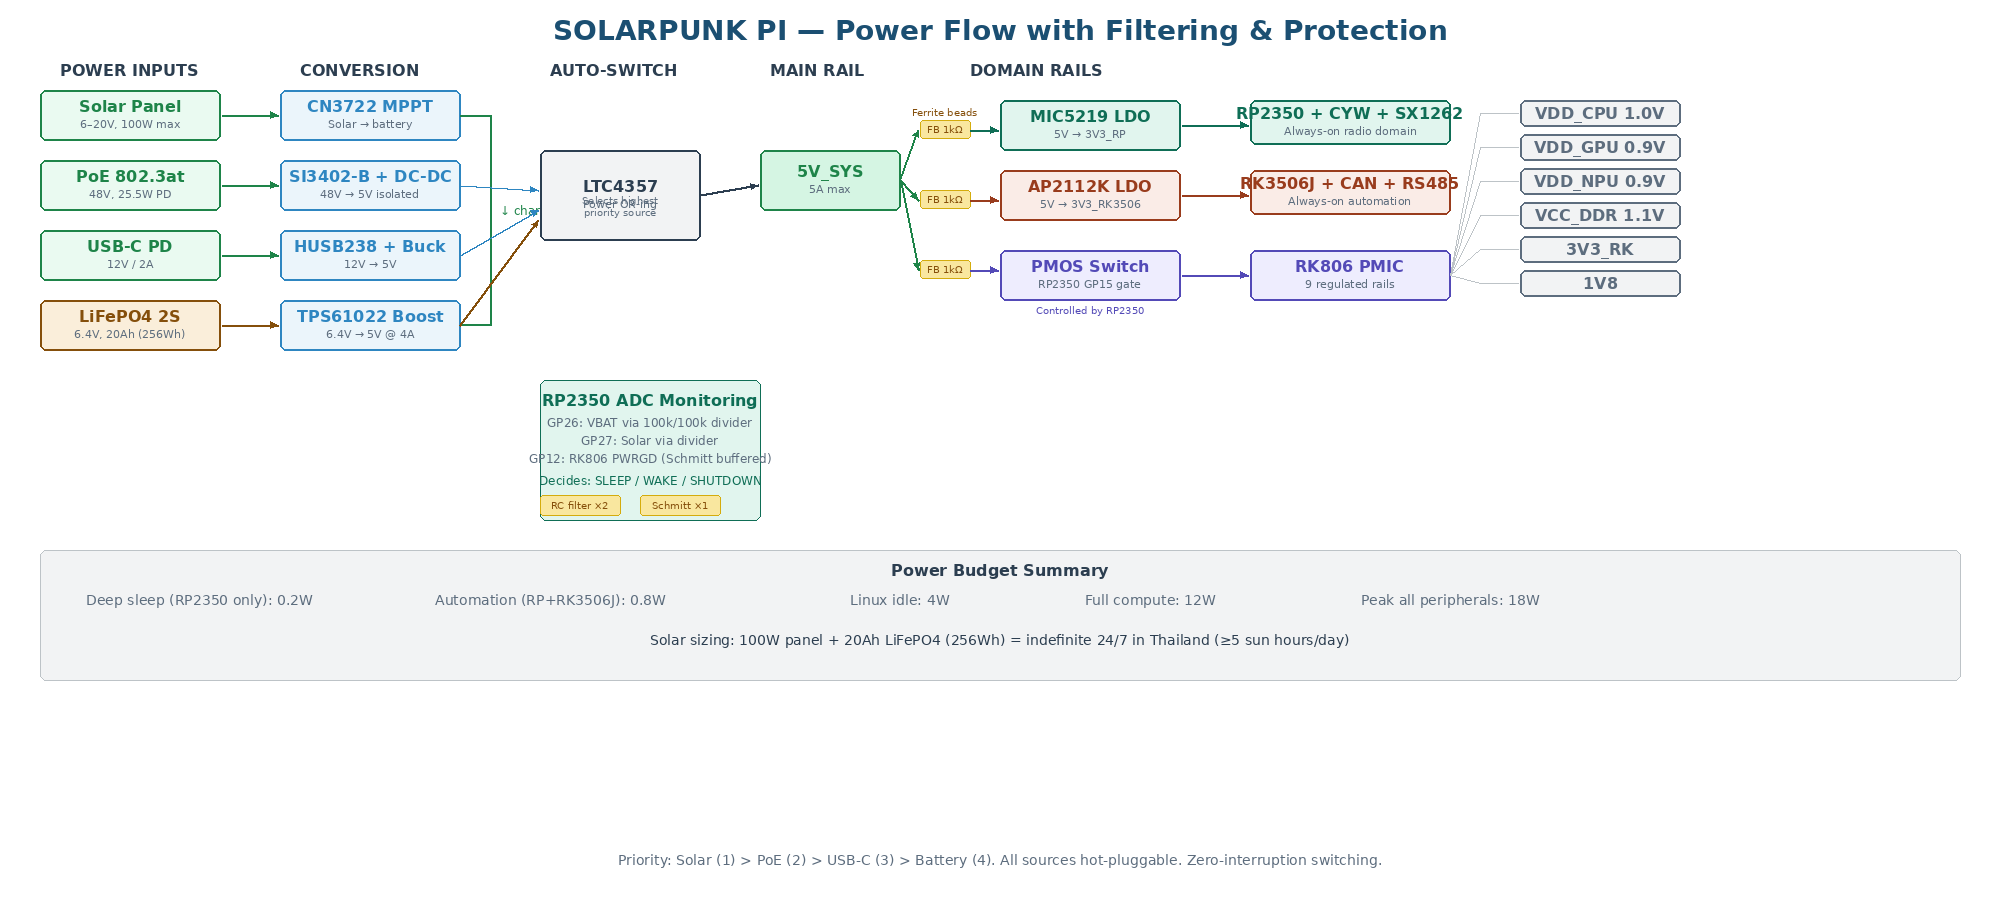 SOLARPUNK PI — Power Flow with Filtering & Protection
POWER INPUTS
CONVERSION
AUTO-SWITCH
MAIN RAIL
DOMAIN RAILS
Solar Panel
6–20V, 100W max
CN3722 MPPT
Solar → battery
PoE 802.3at
48V, 25.5W PD
SI3402-B + DC-DC
48V → 5V isolated
USB-C PD
12V / 2A
HUSB238 + Buck
12V → 5V
LiFePO4 2S
6.4V, 20Ah (256Wh)
TPS61022 Boost
6.4V → 5V @ 4A
↓ char
LTC4357
Selects highest
Power OR-ing
priority source
5V_SYS
5A max
Ferrite beads
FB 1kΩ
FB 1kΩ
FB 1kΩ
MIC5219 LDO
5V → 3V3_RP
AP2112K LDO
5V → 3V3_RK3506
PMOS Switch
RP2350 GP15 gate
Controlled by RP2350
RP2350 + CYW + SX1262
Always-on radio domain
RK3506J + CAN + RS485
Always-on automation
RK806 PMIC
9 regulated rails
VDD_CPU 1.0V
VDD_GPU 0.9V
VDD_NPU 0.9V
VCC_DDR 1.1V
3V3_RK
1V8
RP2350 ADC Monitoring
GP26: VBAT via 100k/100k divider
GP27: Solar via divider
GP12: RK806 PWRGD (Schmitt buffered)
Decides: SLEEP / WAKE / SHUTDOWN
RC filter ×2
Schmitt ×1
Power Budget Summary
Deep sleep (RP2350 only): 0.2W
Automation (RP+RK3506J): 0.8W
Linux idle: 4W
Full compute: 12W
Peak all peripherals: 18W
Solar sizing: 100W panel + 20Ah LiFePO4 (256Wh) = indefinite 24/7 in Thailand (≥5 sun hours/day)
Priority: Solar (1) > PoE (2) > USB-C (3) > Battery (4). All sources hot-pluggable. Zero-interruption switching.